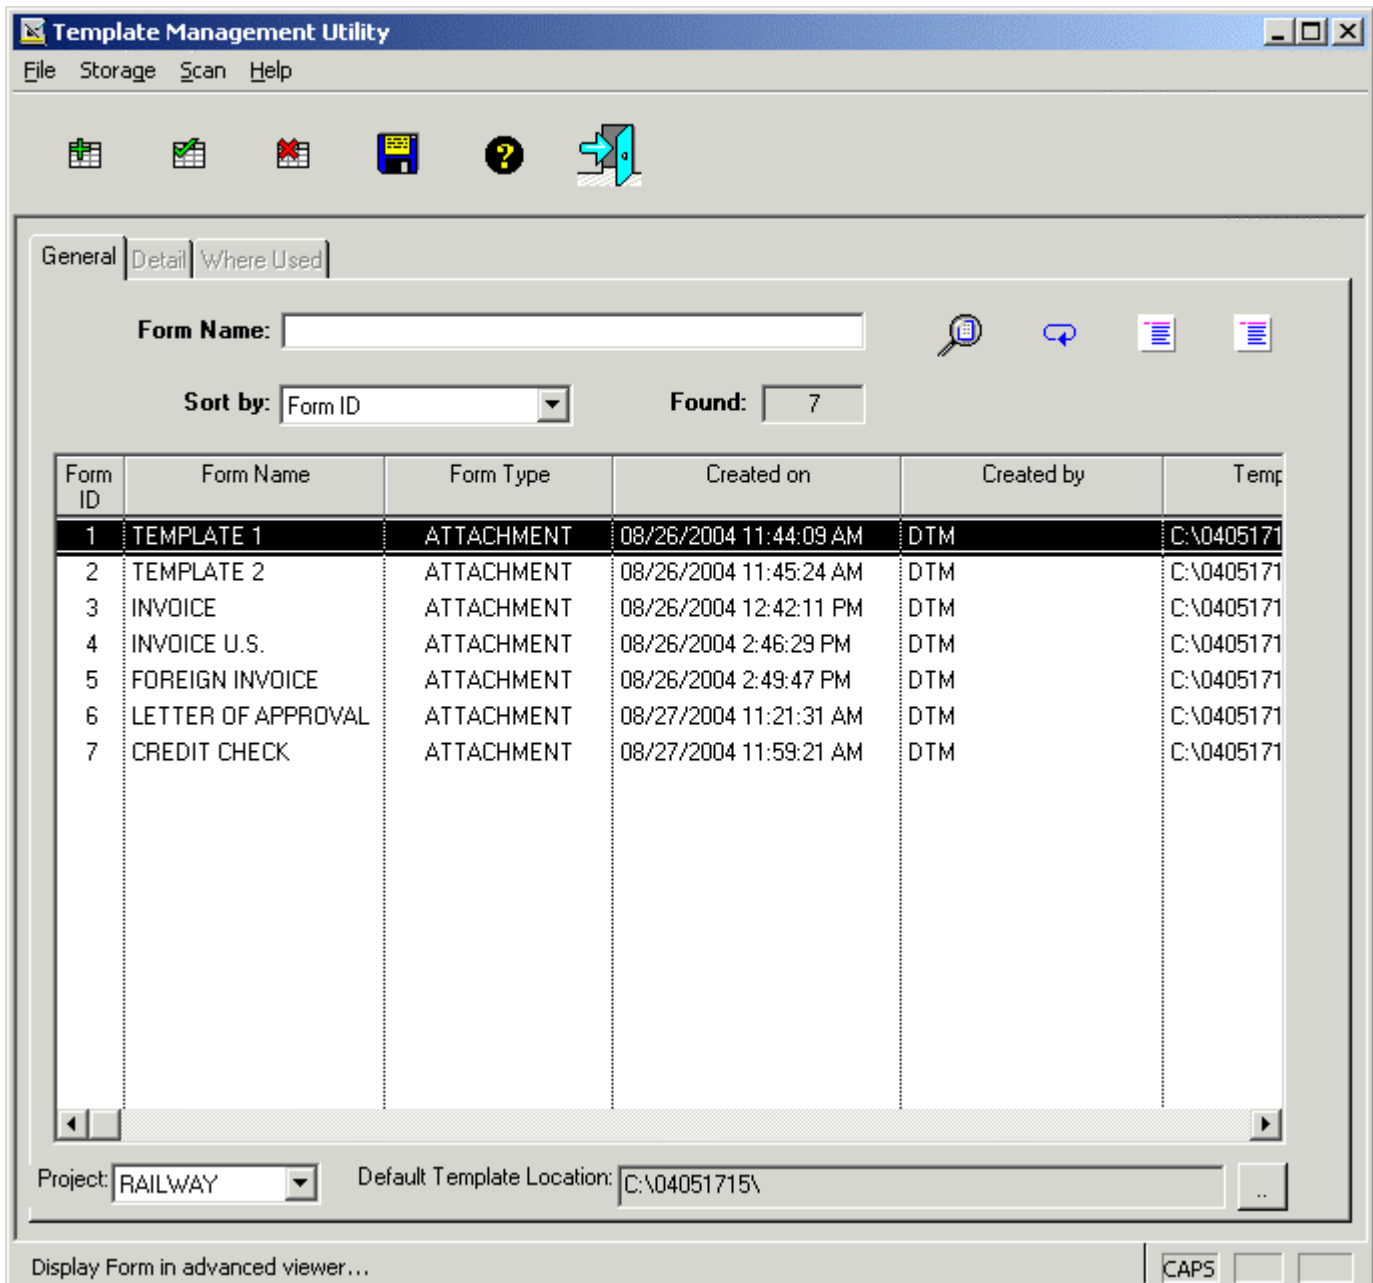 Template Management Utility
File Storage Scan Help
General Detail Where Used
Form Name:
Sort by: Form ID Found: 7
Form ID Form Name Form Type Created on Created by Temp
1 TEMPLATE 1 ATTACHMENT 08/26/2004 11:44:09 AM DTM C:\0405171
2 TEMPLATE 2 ATTACHMENT 08/26/2004 11:45:24 AM DTM C:\0405171
3 INVOICE ATTACHMENT 08/26/2004 12:42:11 PM DTM C:\0405171
4 INVOICE U.S. ATTACHMENT 08/26/2004 2:46:29 PM DTM C:\0405171
5 FOREIGN INVOICE ATTACHMENT 08/26/2004 2:49:47 PM DTM C:\0405171
6 LETTER OF APPROVAL ATTACHMENT 08/27/2004 11:21:31 AM DTM C:\0405171
7 CREDIT CHECK ATTACHMENT 08/27/2004 11:59:21 AM DTM C:\0405171
Project: RAILWAY Default Template Location: C:\04051715\ ..
Display Form in advanced viewer... CAPS